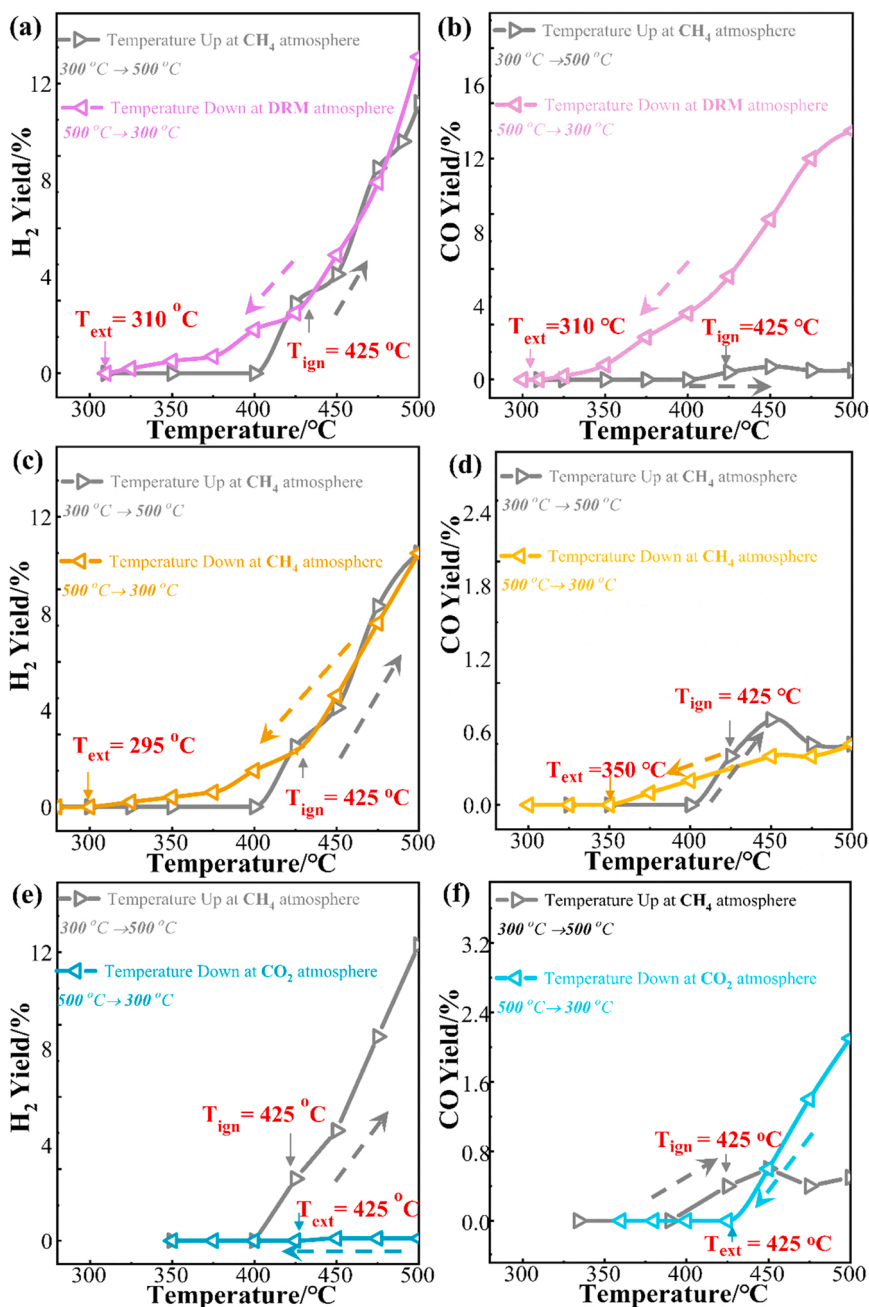 (a)
Temperature Up at CH4 atmosphere
300 °C → 500 °C
Temperature Down at DRM atmosphere
500 °C → 300 °C
Text = 310 °C
Tign = 425 °C
H2 Yield/%
12
8
4
0
300 350 400 450 500
Temperature/°C
(b)
Temperature Up at CH4 atmosphere
300 °C → 500 °C
Temperature Down at DRM atmosphere
500 °C → 300 °C
Text = 310 °C
Tign = 425 °C
CO Yield/%
16
12
8
4
0
300 350 400 450 500
Temperature/°C
(c)
Temperature Up at CH4 atmosphere
300 °C → 500 °C
Temperature Down at CH4 atmosphere
500 °C → 300 °C
Text = 295 °C
Tign = 425 °C
H2 Yield/%
12
8
4
0
300 350 400 450 500
Temperature/°C
(d)
Temperature Up at CH4 atmosphere
300 °C → 500 °C
Temperature Down at CH4 atmosphere
500 °C → 300 °C
Tign = 425 °C
Text =350 °C
CO Yield/%
2.4
1.8
1.2
0.6
0.0
300 350 400 450 500
Temperature/°C
(e)
Temperature Up at CH4 atmosphere
300 °C → 500 °C
Temperature Down at CO2 atmosphere
500 °C → 300 °C
Tign = 425 °C
Text = 425 °C
H2 Yield/%
12
8
4
0
300 350 400 450 500
Temperature/°C
(f)
Temperature Up at CH4 atmosphere
300 °C → 500 °C
Temperature Down at CO2 atmosphere
500 °C → 300 °C
Tign = 425 °C
Text = 425 °C
CO Yield/%
3.2
2.4
1.6
0.8
0.0
300 350 400 450 500
Temperature/°C